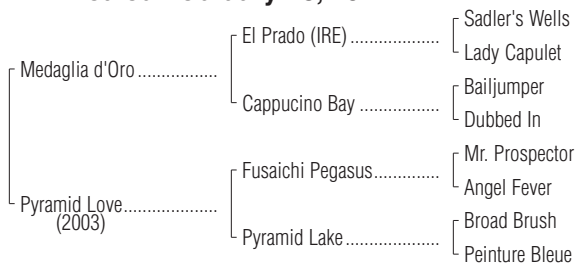 Sadler's Wells
El Prado (IRE) ...................
Lady Capulet
Medaglia d'Oro .................
Bailjumper
Cappucino Bay .................
Dubbed In
Mr. Prospector
Fusaichi Pegasus..............
Angel Fever
Pyramid Love....................
(2003)
Broad Brush
Pyramid Lake....................
Peinture Bleue